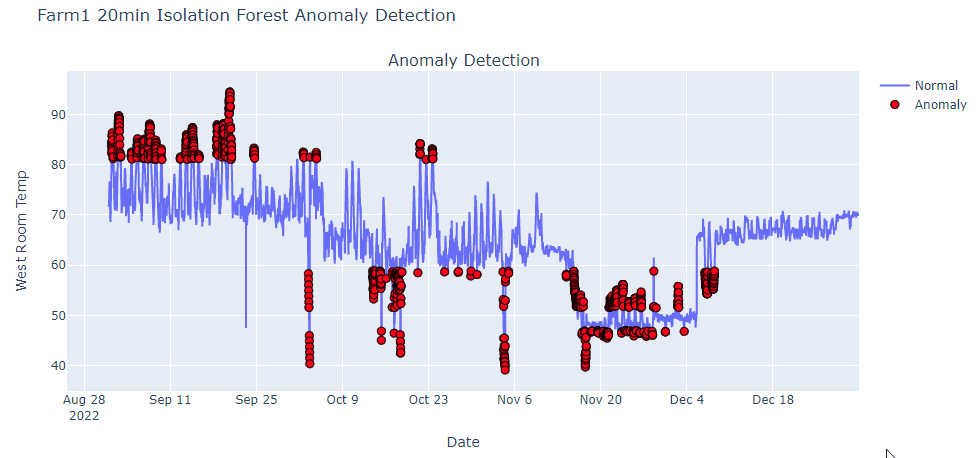 Farm1 20min Isolation Forest Anomaly Detection
Anomaly Detection
Normal
Anomaly
90
80
70
60
50
40
West Room Temp
Aug 28 Sep 11 Sep 25 Oct 9 Oct 23 Nov 6 Nov 20 Dec 4 Dec 18
2022
Date